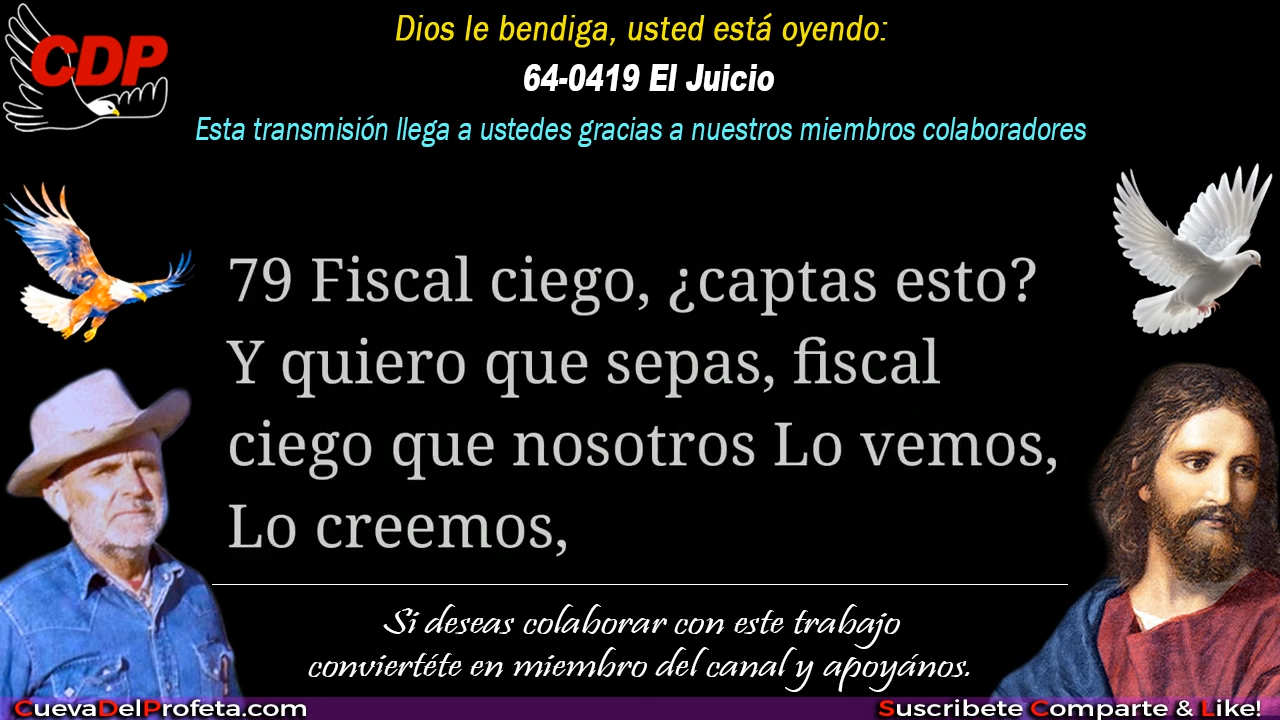 CDP
Dios le bendiga, usted está oyendo:
64-0419 El Juicio
Esta transmisión llega a ustedes gracias a nuestros miembros colaboradores
79 Fiscal ciego, ¿captas esto?
Y quiero que sepas, fiscal
ciego que nosotros Lo vemos,
Lo creemos,
Si deseas colaborar con este trabajo
conviertéte en miembro del canal y apoyános.
CuevaDelProfeta.com
Suscribete Comparte & Like!